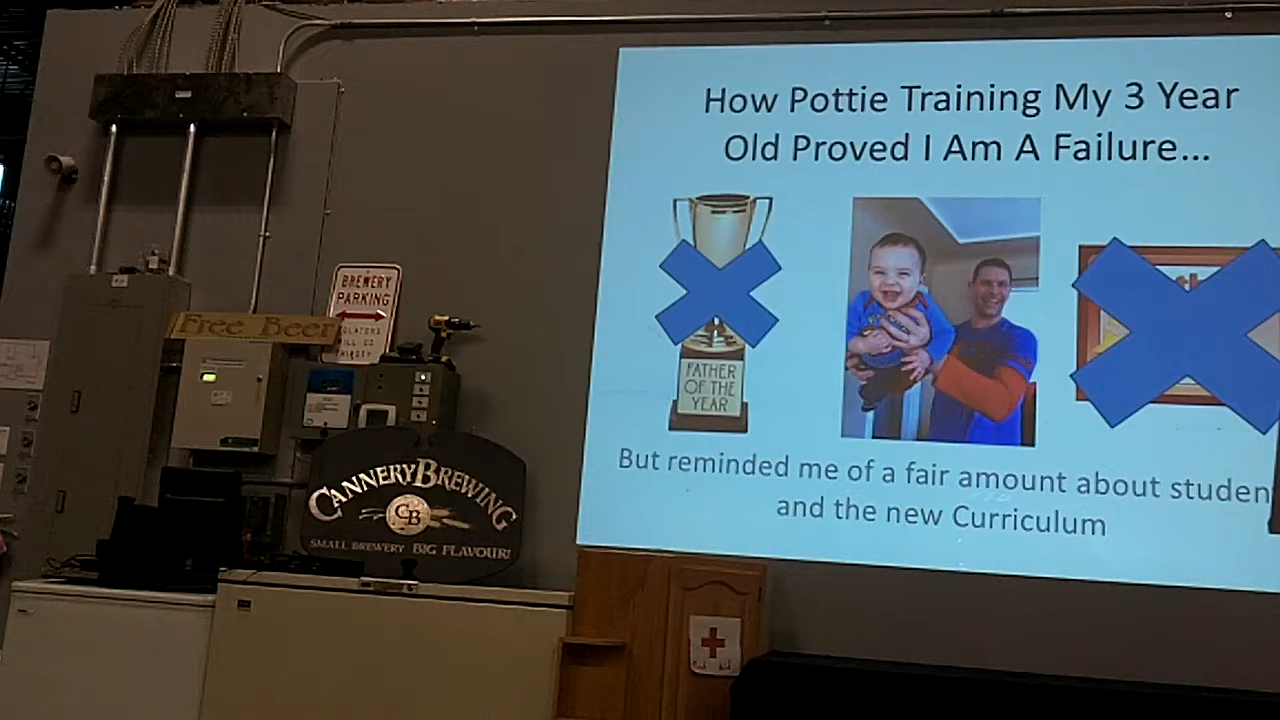 How Pottie Training My 3 Year
Old Proved I Am A Failure...
FATHER
OF THE
YEAR
But reminded me of a fair amount about studen
and the new Curriculum
Free Beer
BREWERY
PARKING
CANNERY BREWING
CB
SMALL BREWERY BIG FLAVOUR!